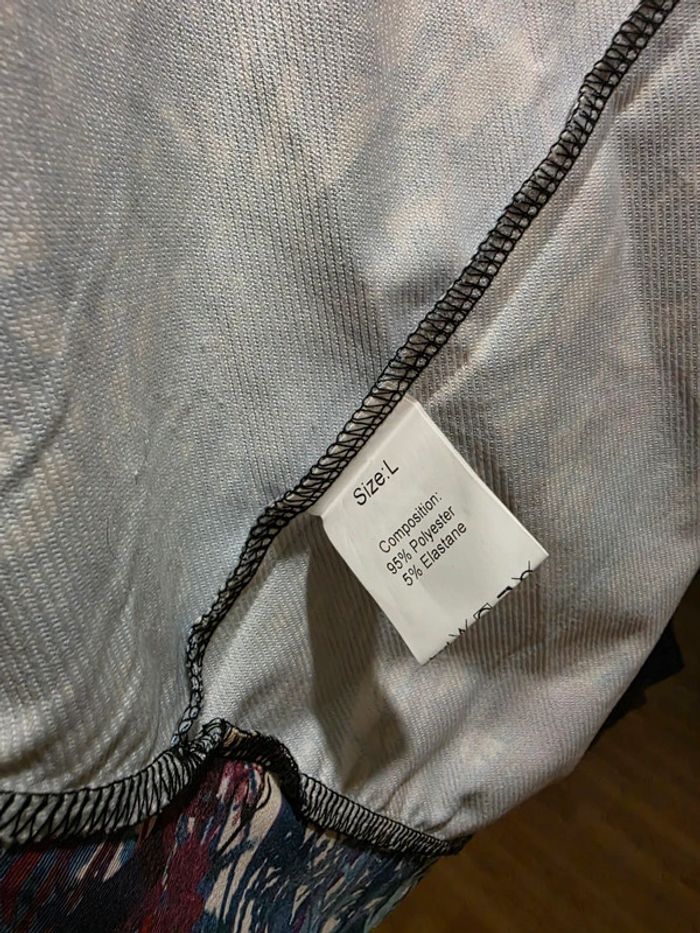 Size:L
Composition:
95% Polyester
5% Elastane